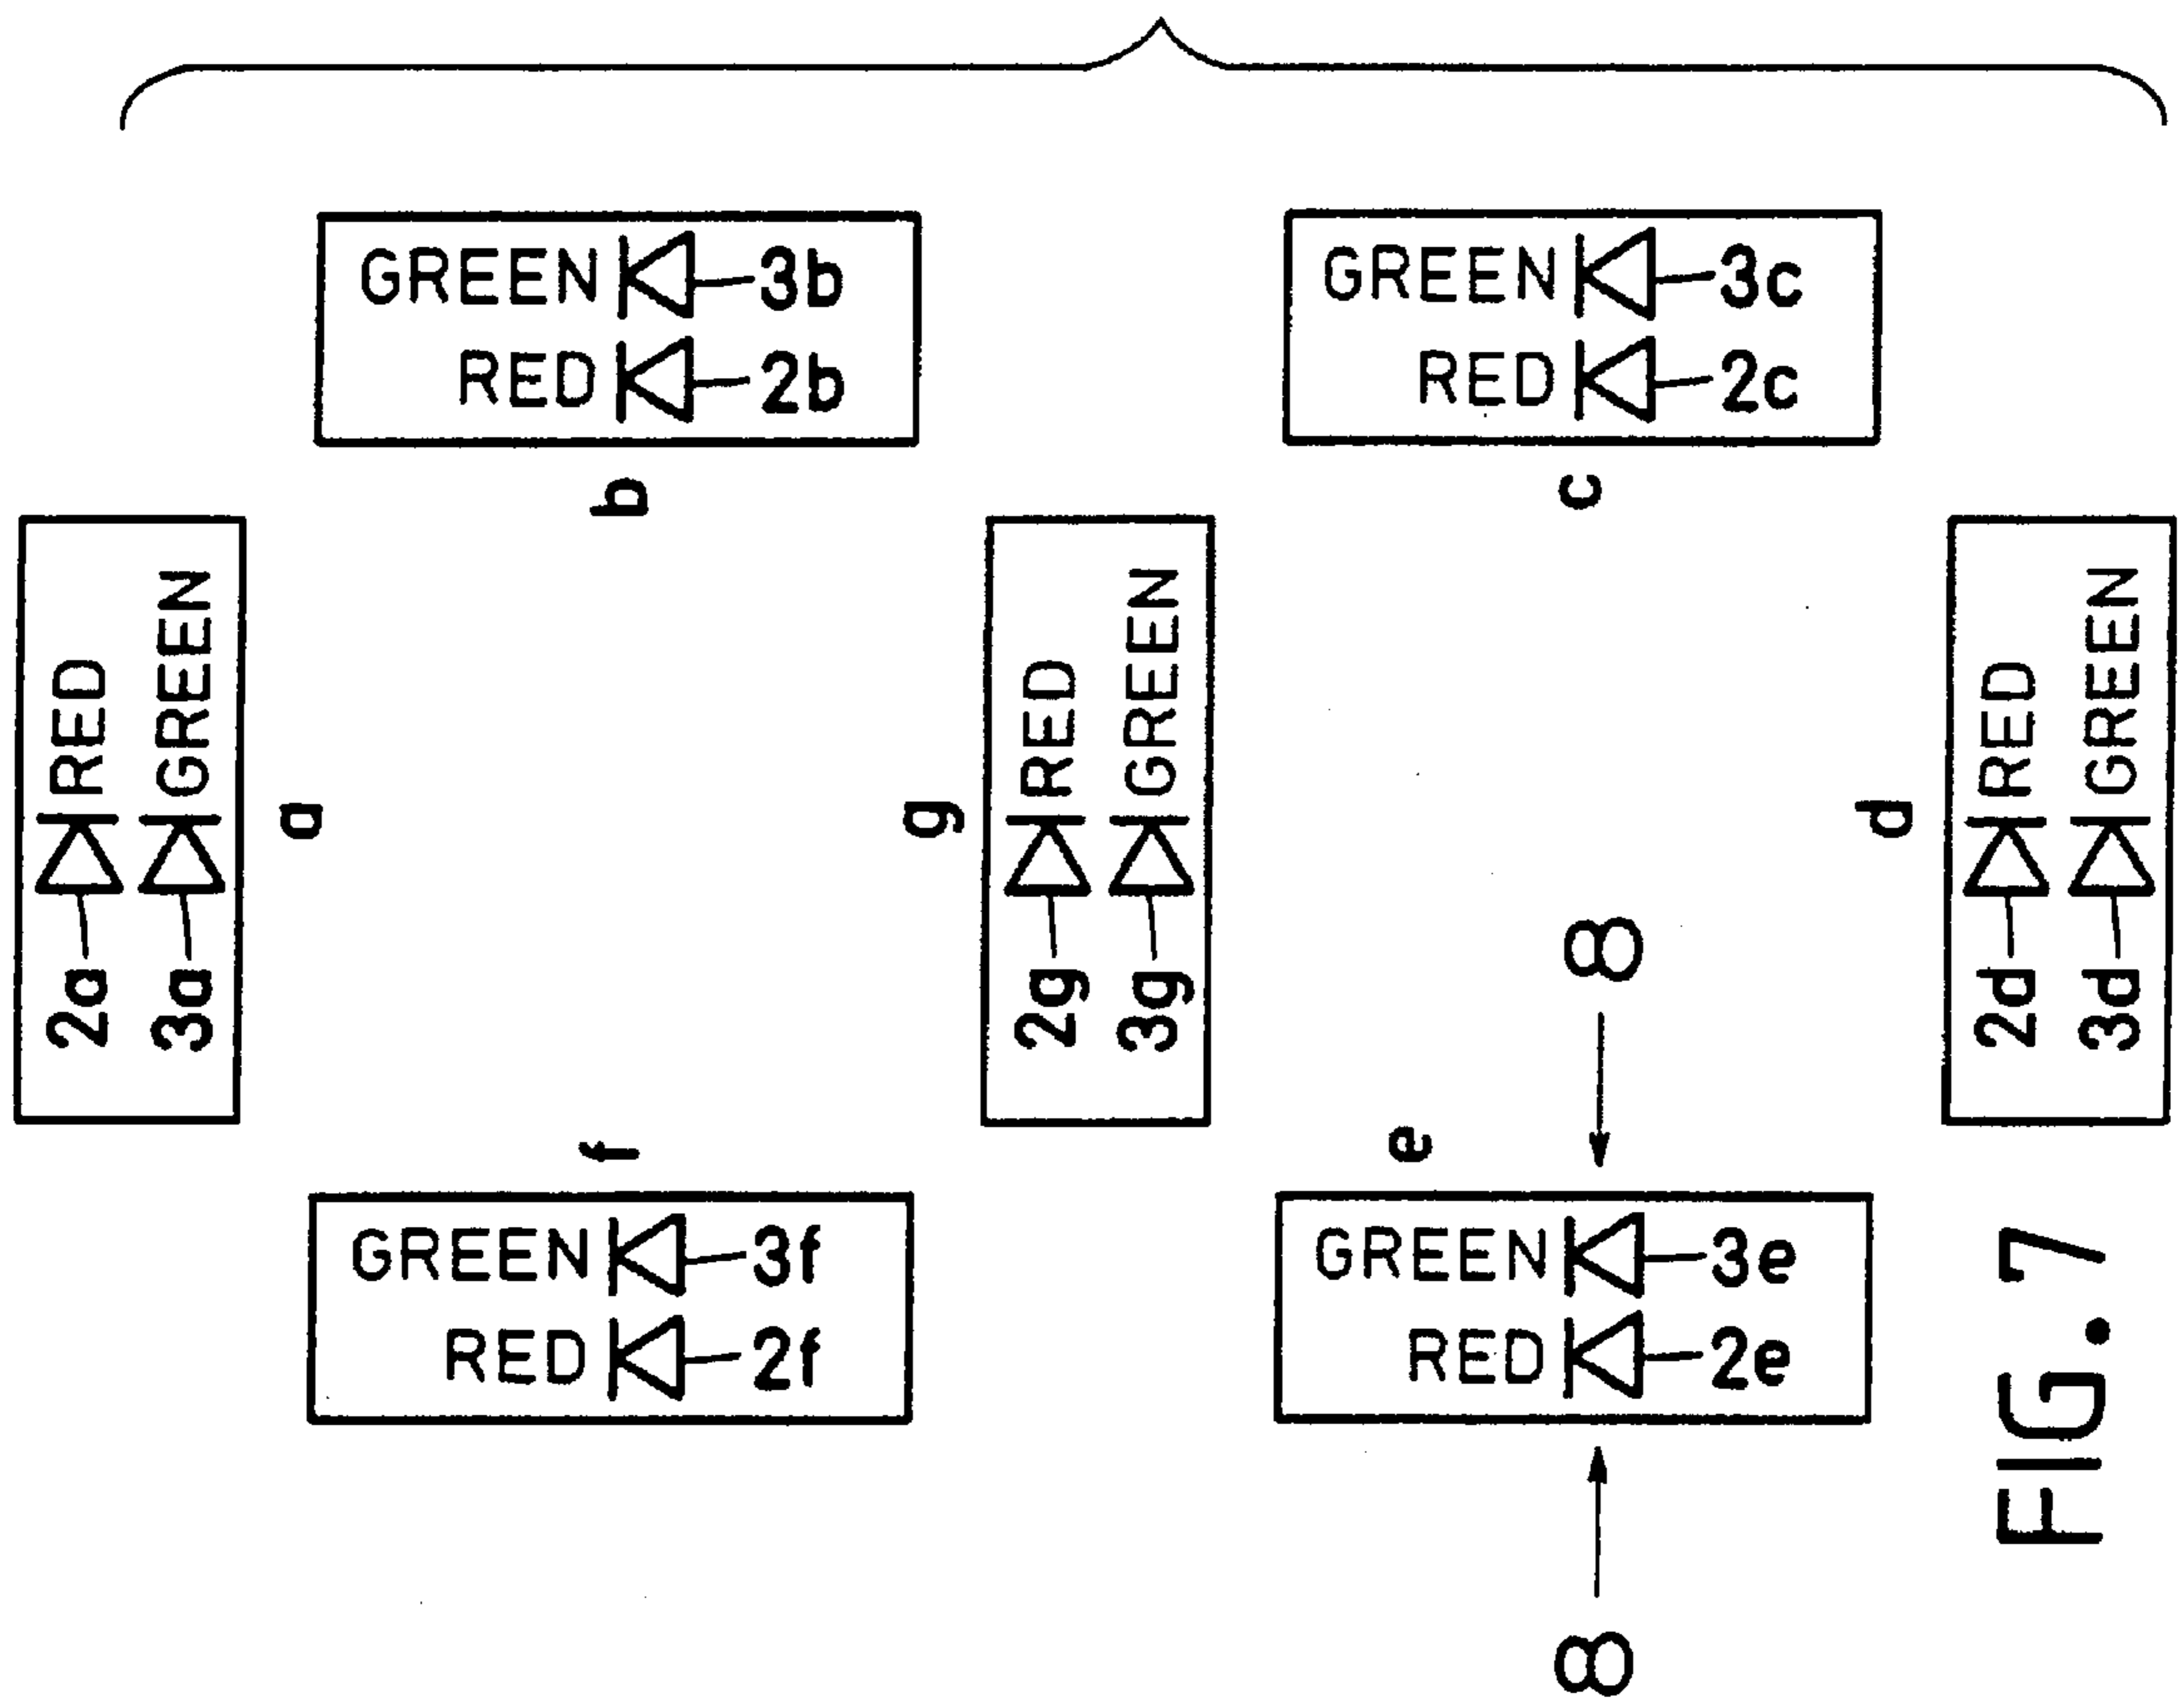 2a RED
3a GREEN
a
f
GREEN 3f
RED 2f
b
GREEN 3b
RED 2b
g
2g RED
3g GREEN
e
GREEN 3e
RED 2e
8
8
c
GREEN 3c
RED 2c
d
2d RED
3d GREEN
FIG. 7